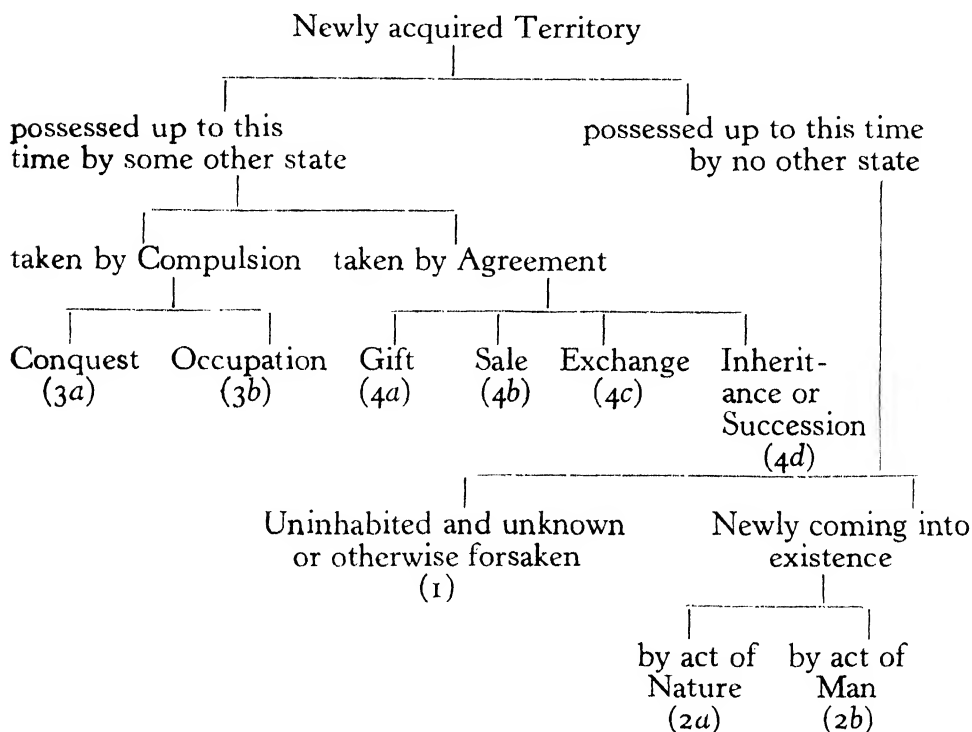 Newly acquired Territory
possessed up to this
time by some other state
possessed up to this time
by no other state
taken by Compulsion
taken by Agreement
Conquest
(3a)
Occupation
(3b)
Gift
(4a)
Sale
(4b)
Exchange
(4c)
Inherit-
ance or
Succession
(4d)
Uninhabited and unknown
or otherwise forsaken
(1)
Newly coming into
existence
by act of
Nature
(2a)
by act of
Man
(2b)